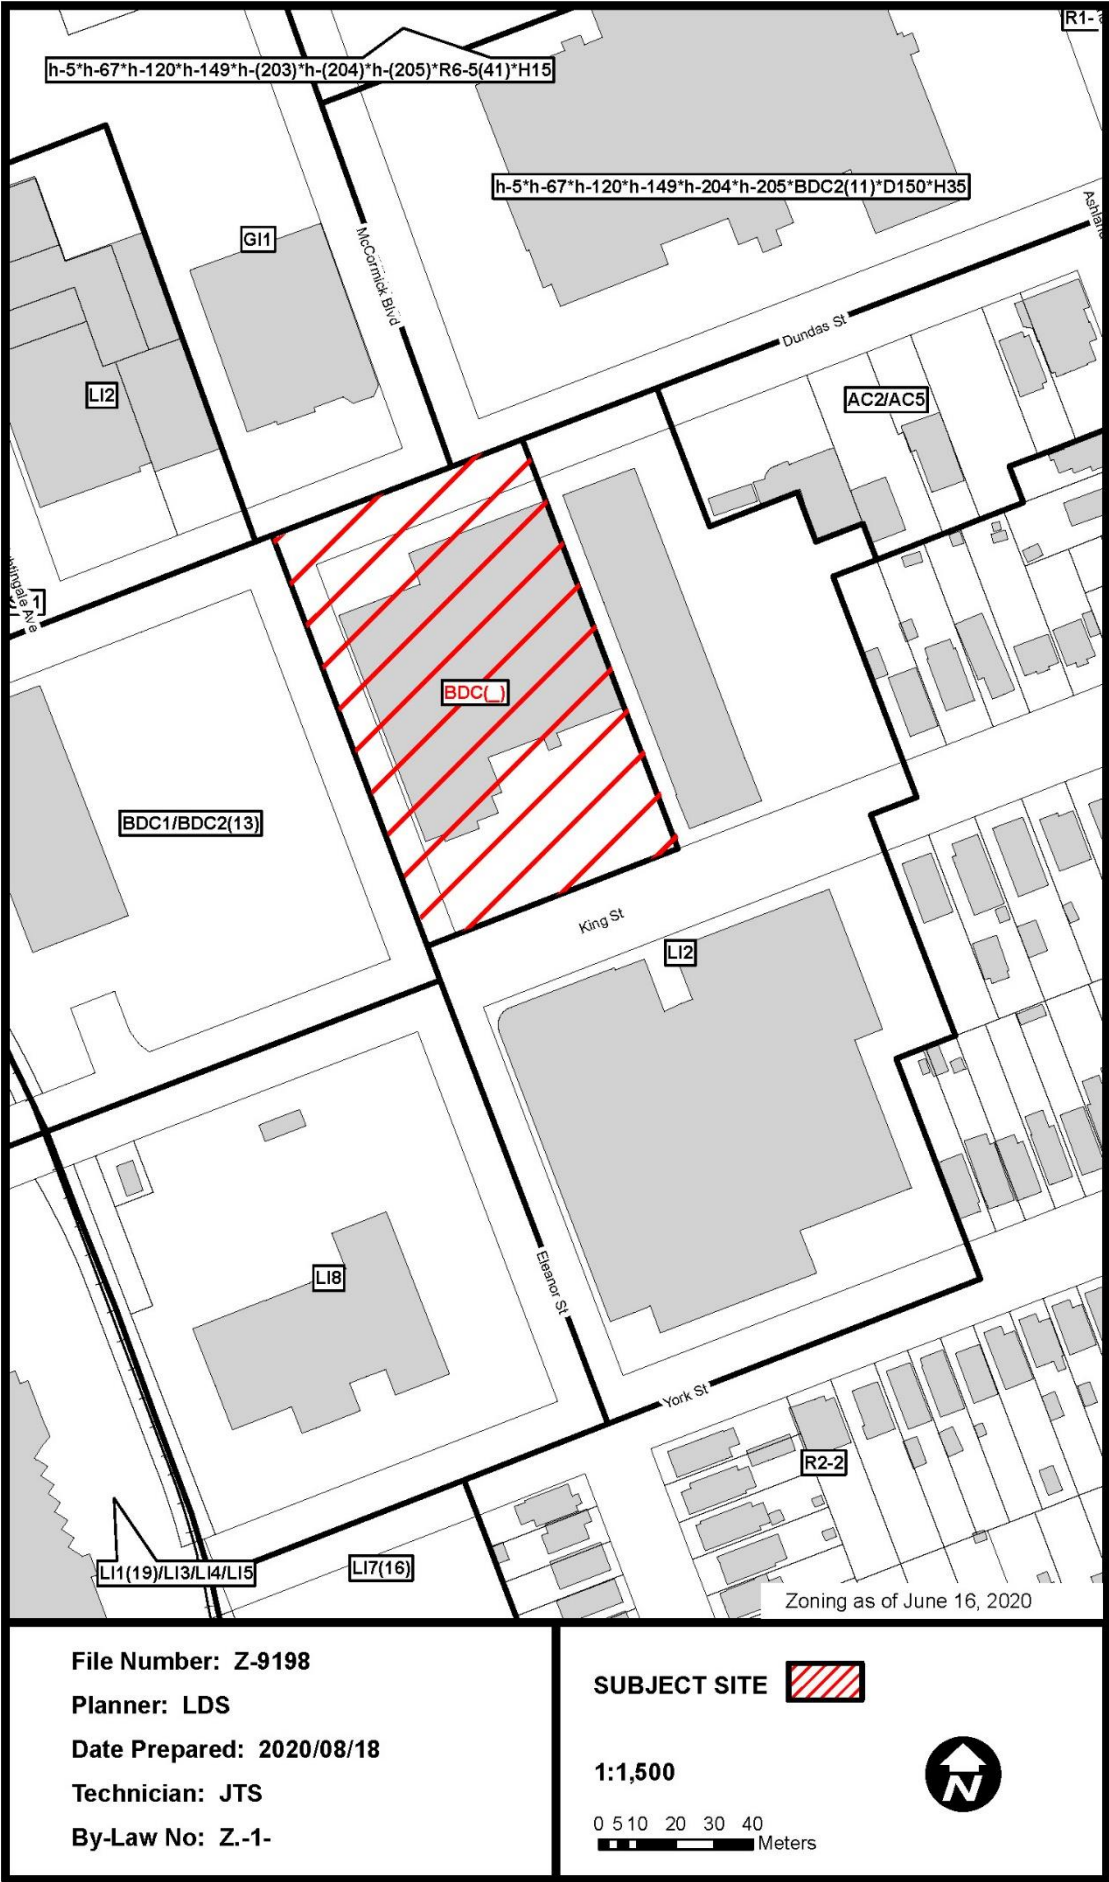 R1-
h-5*h-67*h-120*h-149*h-(203)*h-(204)*h-(205)*R6-5(41)*H15
h-5*h-67*h-120*h-149*h-204*h-205*BDC2(11)*D150*H35
GI1
McCormick Blvd
Dundas St
LI2
AC2/AC5
BDC(_)
BDC1/BDC2(13)
King St
LI2
LI8
Eleanor St
York St
R2-2
LI1(19)/LI3/LI4/LI5
LI7(16)
Zoning as of June 16, 2020
File Number: Z-9198
Planner: LDS
Date Prepared: 2020/08/18
Technician: JTS
By-Law No: Z.-1-
SUBJECT SITE
1:1,500
0 5 10 20 30 40
Meters
N